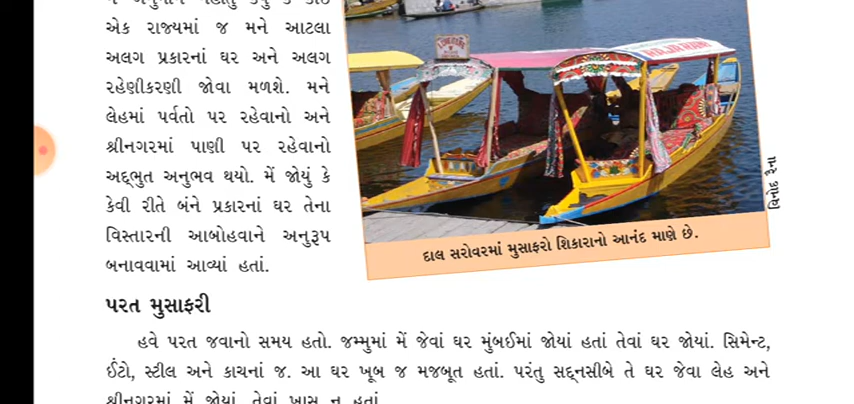 એક રાજ્યમાં જ મને આટલા
અલગ પ્રકારનાં ઘર અને અલગ
રહેણીકરણી જોવા મળશે. મને
લેહમાં પર્વતો પર રહેવાનો અને
શ્રીનગરમાં પાણી પર રહેવાનો
અદ્ભુત અનુભવ થયો. મેં જોયું કે
કેવી રીતે બંને પ્રકારનાં ઘર તેના
વિસ્તારની આબોહવાને અનુરૂપ
બનાવવામાં આવ્યાં હતાં.
વિનોદ રૈના
દાલ સરોવરમાં મુસાફરો શિકારાનો આનંદ માણે છે.
પરત મુસાફરી
હવે પરત જવાનો સમય હતો. જમ્મુમાં મેં જેવાં ઘર મુંબઈમાં જોયાં હતાં તેવાં ઘર જોયાં. સિમેન્ટ,
ઈંટો, સ્ટીલ અને કાચનાં જ. આ ઘર ખૂબ જ મજબૂત હતાં. પરંતુ સદ્નસીબે તે ઘર જેવા લેહ અને
શ્રીનગરમાં મેં જોયાં, તેવાં ખાસ ન હતાં.